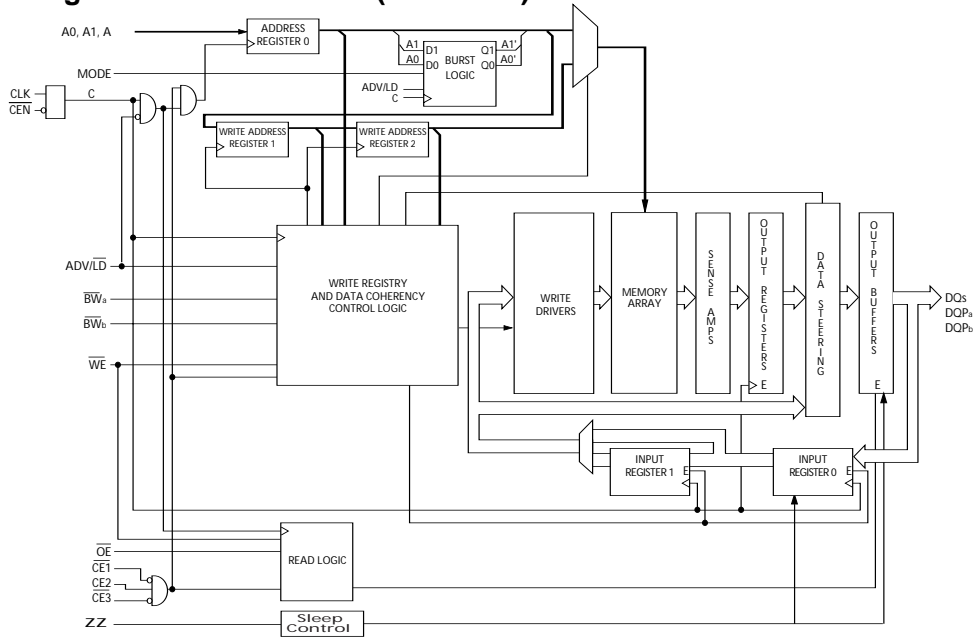 A0, A1, A
ADDRESS
REGISTER 0
A1
A0
D1
D0
BURST
LOGIC
Q1
Q0
A1'
A0'
MODE
ADV/LD
C
CLK
CEN
C
WRITE ADDRESS
REGISTER 1
WRITE ADDRESS
REGISTER 2
ADV/LD
BWa
BWb
WE
WRITE REGISTRY
AND DATA COHERENCY
CONTROL LOGIC
WRITE
DRIVERS
MEMORY
ARRAY
SENSE AMPS
OUTPUT REGISTERS
E
DATA STEERING
OUTPUT BUFFERS
E
DQs
DQPa
DQPb
INPUT
REGISTER 1
E
INPUT
REGISTER 0
E
OE
CE1
CE2
CE3
READ LOGIC
ZZ
Sleep
Control